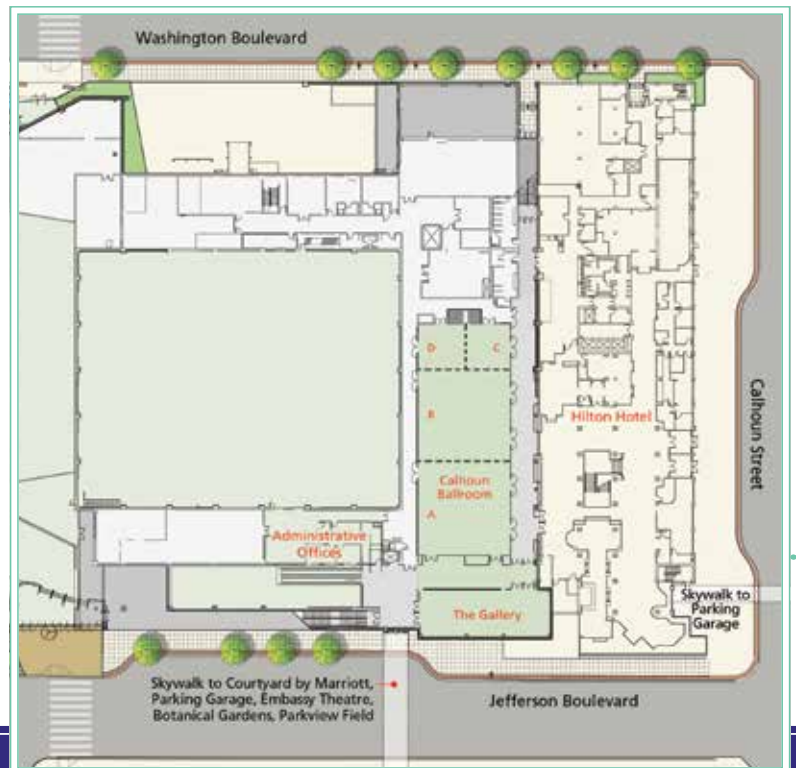 Washington Boulevard
D
C
B
Hilton Hotel
Calhoun
Ballroom
A
Calhoun Street
Administrative
Offices
The Gallery
Skywalk to
Parking
Garage
Skywalk to Courtyard by Marriott,
Parking Garage, Embassy Theatre,
Botanical Gardens, Parkview Field
Jefferson Boulevard